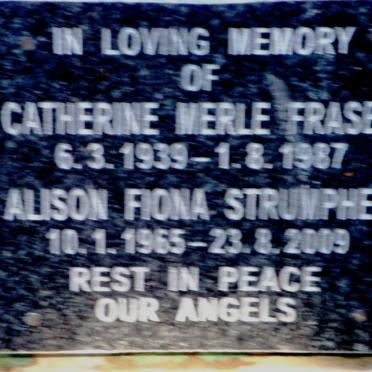 IN LOVING MEMORY
OF
CATHERINE MERLE FRASE
6.3.1939-1.8.1987
ALISON FIONA STRUMPHE
10.1.1965-23.8.2009
REST IN PEACE
OUR ANGELS